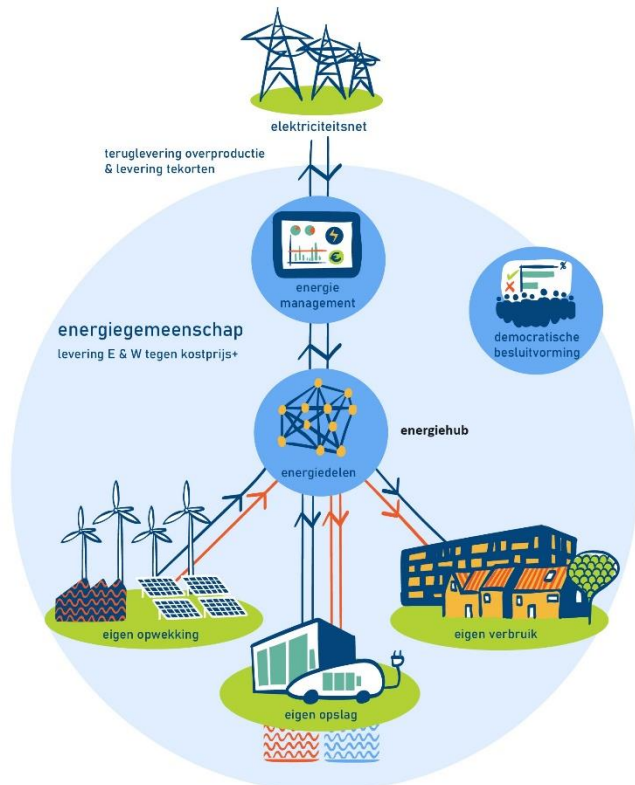 elektriciteitsnet
teruglevering overproductie
& levering tekorten
energie
management
%
democratische
besluitvorming
energiegemeenschap
levering E & W tegen kostprijs+
energiehub
energiedelen
eigen opwekking
eigen verbruik
eigen opslag